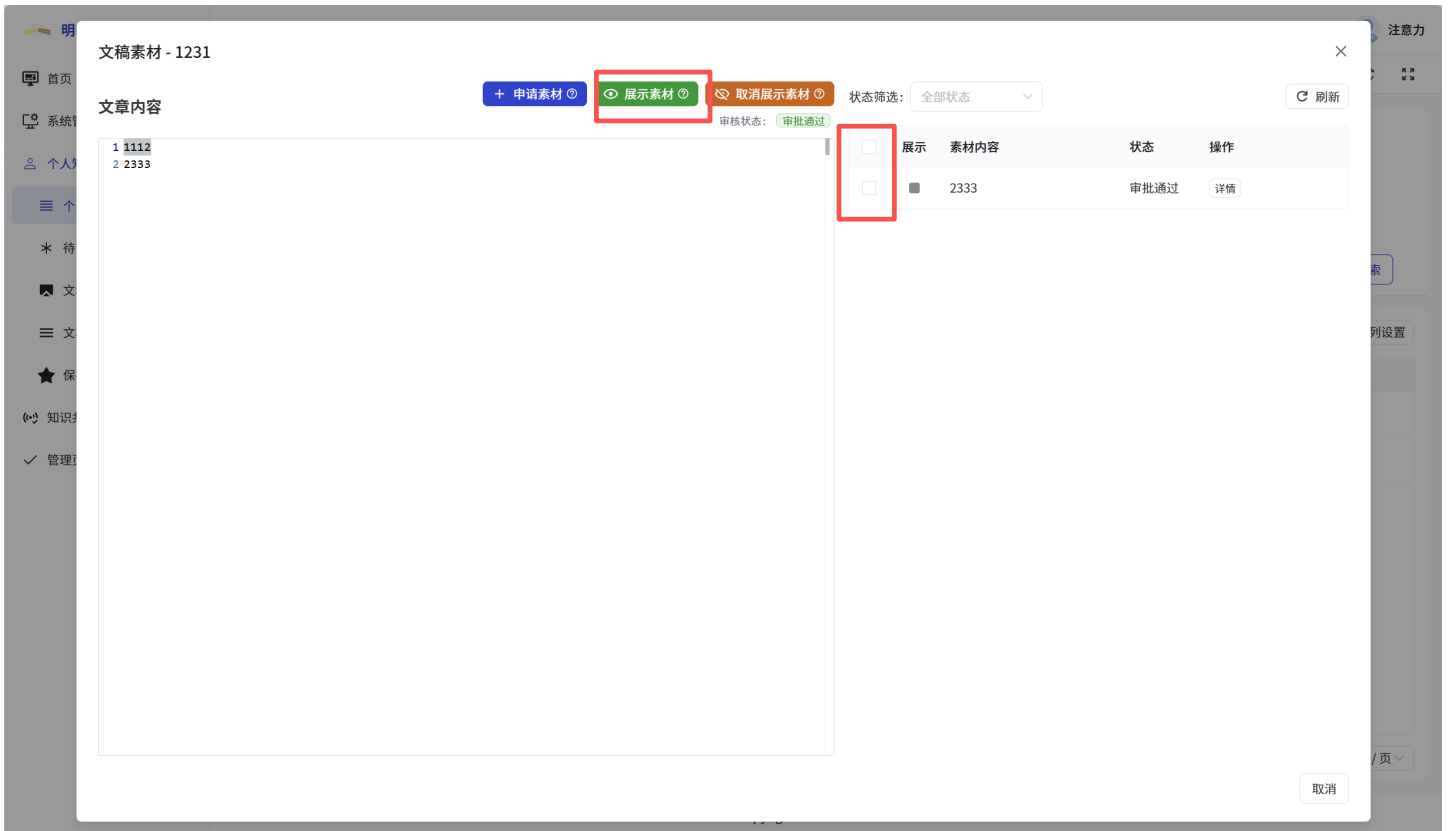 明
注意力
文稿素材 - 1231
首页
申请素材
展示素材
取消展示素材
状态筛选:
全部状态
刷新
文章内容
审核状态:
审批通过
系统
1 1112
2 2333
展示 素材内容 状态 操作
个人
2333 审批通过 详情
个
待
索
文
文
列设置
保
知识
管理
/ 页
取消